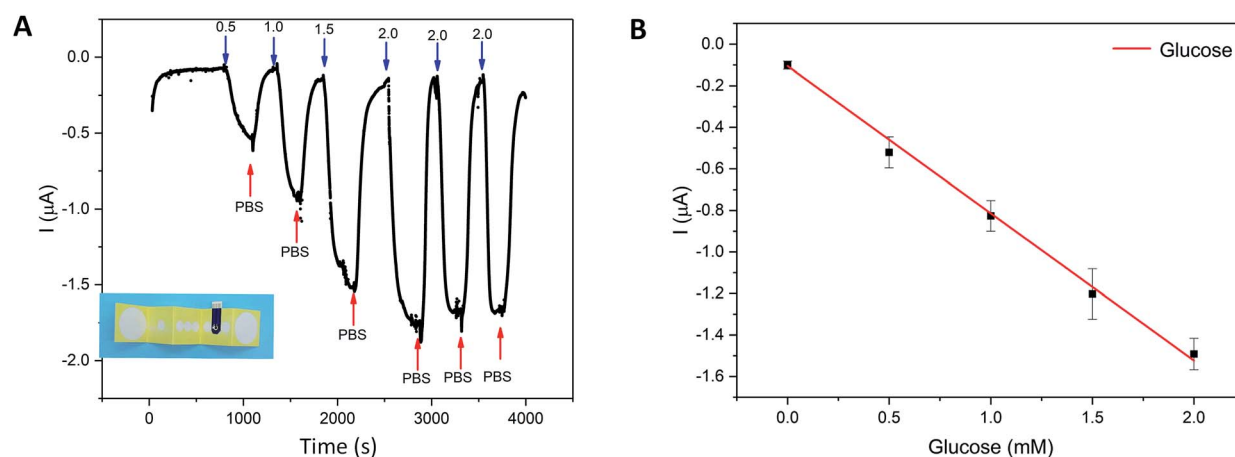 A
0.5 1.0 1.5 2.0 2.0 2.0
0.0
-0.5
-1.0
-1.5
-2.0
I (μA)
PBS
PBS
PBS
PBS PBS PBS
0 1000 2000 3000 4000
Time (s)
B
Glucose
0.0
-0.2
-0.4
-0.6
-0.8
-1.0
-1.2
-1.4
-1.6
I (μA)
0.0 0.5 1.0 1.5 2.0
Glucose (mM)